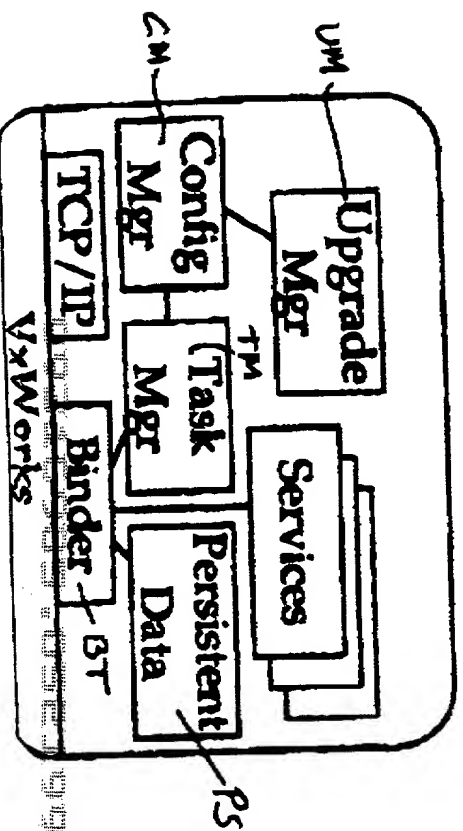 UM
Upgrade
Mgr
Services
CM
Config
Mgr
TM
Task
Mgr
Persistent
Data
PS
TCP/IP
Binder
BT
VxWorks